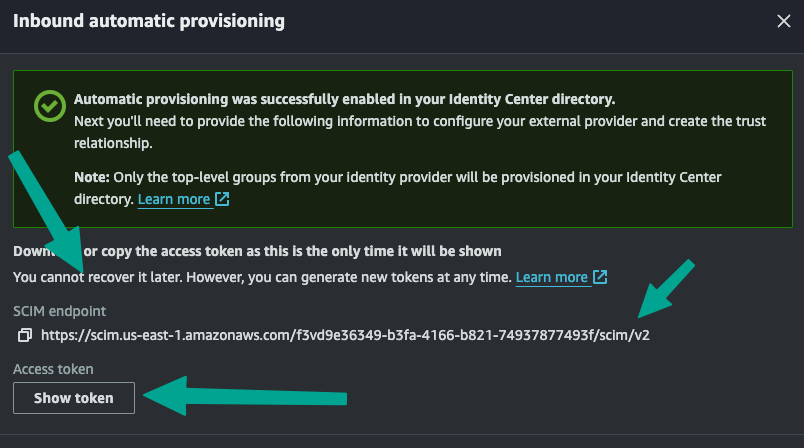 Inbound automatic provisioning
Automatic provisioning was successfully enabled in your Identity Center directory.
Next you'll need to provide the following information to configure your external provider and create the trust
relationship.
Note: Only the top-level groups from your identity provider will be provisioned in your Identity Center
directory. Learn more
or copy the access token as this is the only time it will be shown
You cannot recover it later. However, you can generate new tokens at any time. Learn more
SCIM endpoint
https://scim.us-east-1.amazonaws.com/f3vd9e36349-b3fa-4166-b821-74937877493f/scim/v2
Access token
Show token